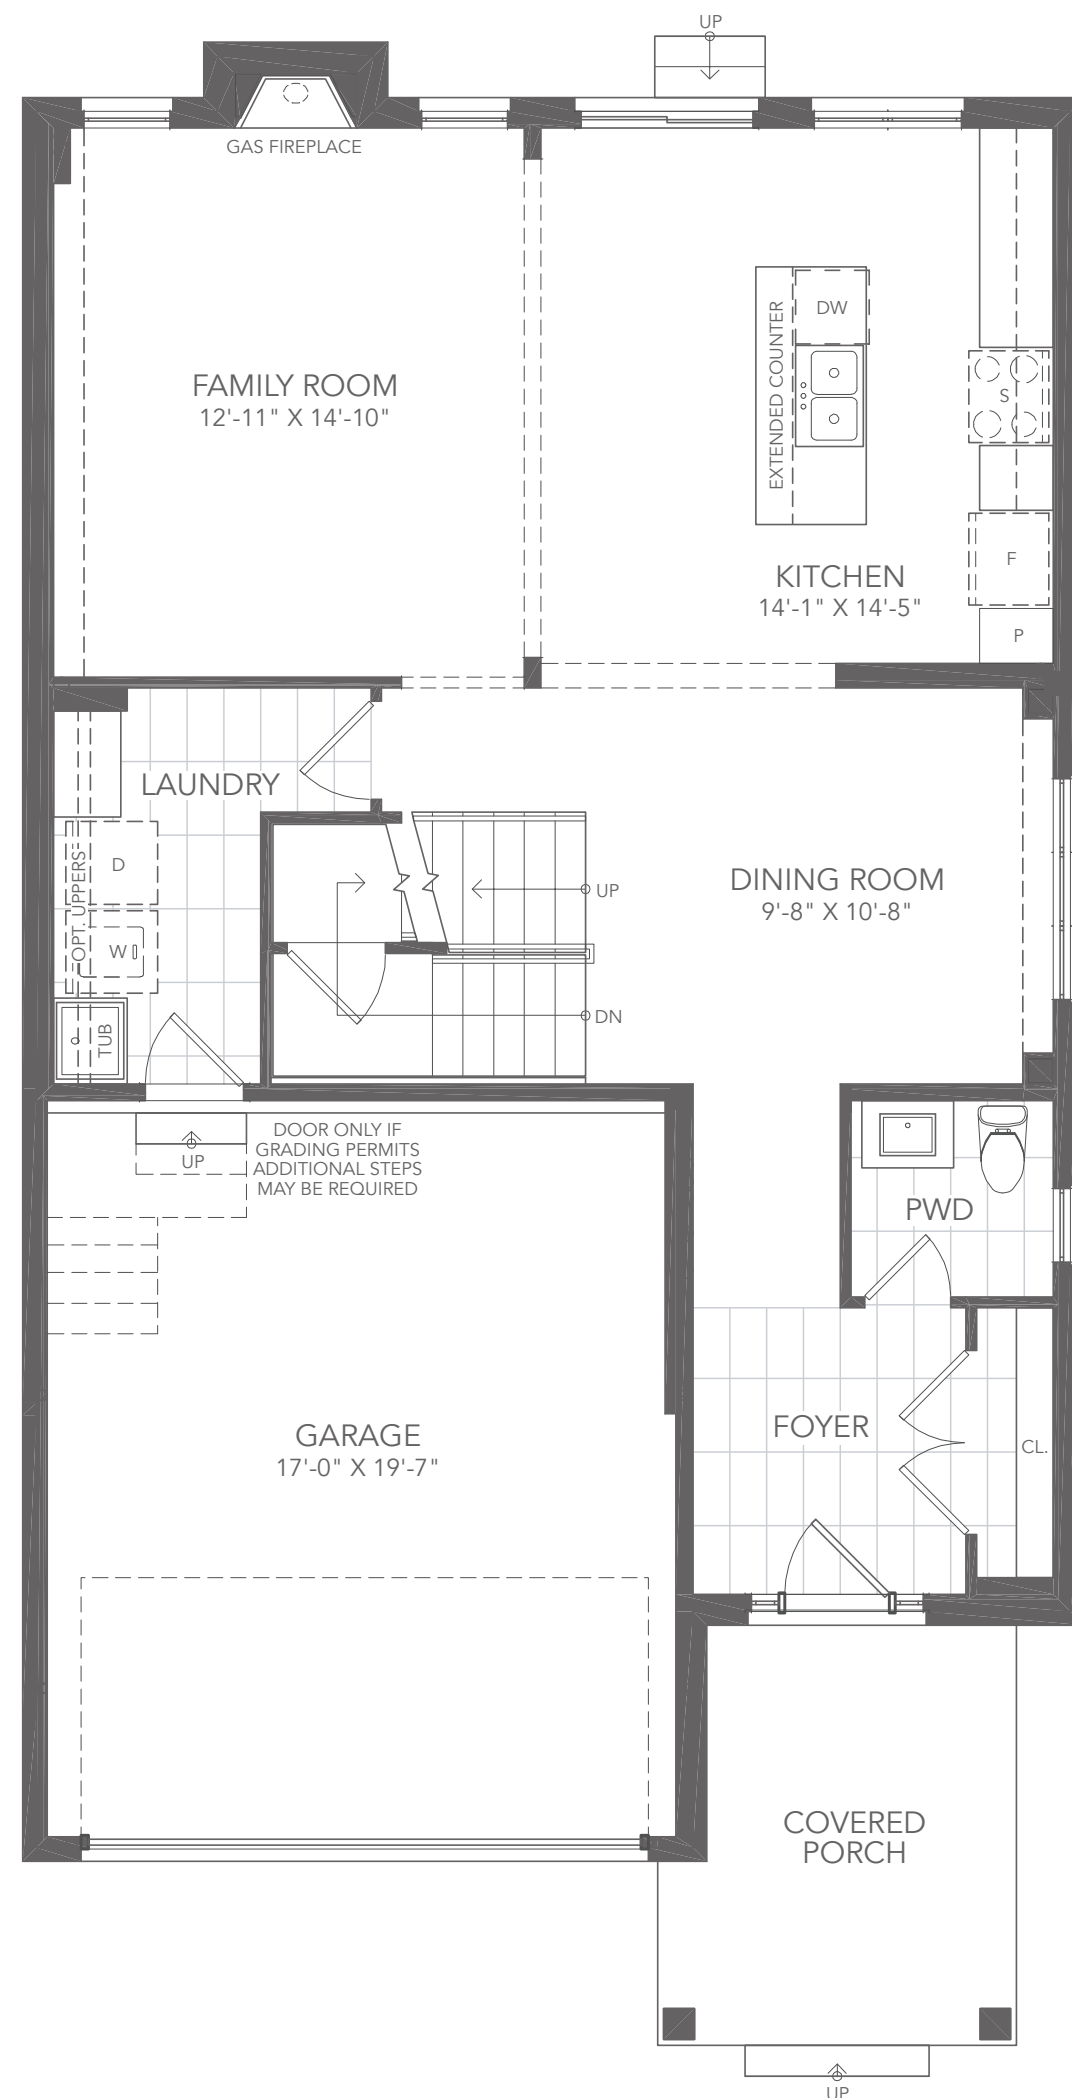 UP
GAS FIREPLACE
DW
EXTENDED COUNTER
FAMILY ROOM
12'-11" X 14'-10"
S
F
KITCHEN
14'-1" X 14'-5"
P
LAUNDRY
D
OPT. UPPERS
W
TUB
UP
DN
DINING ROOM
9'-8" X 10'-8"
DOOR ONLY IF
GRADING PERMITS
ADDITIONAL STEPS
MAY BE REQUIRED
UP
PWD
GARAGE
17'-0" X 19'-7"
FOYER
CL.
COVERED
PORCH
UP